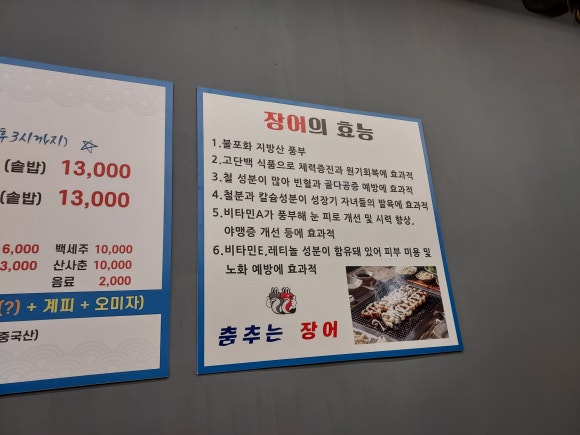 후3시까지) ☆
(솥밥) 13,000
(솥밥) 13,000
6,000 백세주 10,000
3,000 산사춘 10,000
음료 2,000
(?) + 계피 + 오미자)
중국산)
장어의 효능
1.불포화 지방산 풍부
2.고단백 식품으로 체력증진과 원기회복에 효과적
3.철 성분이 많아 빈혈과 골다공증 예방에 효과적
4.철분과 칼슘성분이 성장기 자녀들의 발육에 효과적
5.비타민A가 풍부해 눈 피로 개선 및 시력 향상,
야맹증 개선 등에 효과적
6.비타민E,레티놀 성분이 함유돼 있어 피부 미용 및
노화 예방에 효과적
춤추는 장어